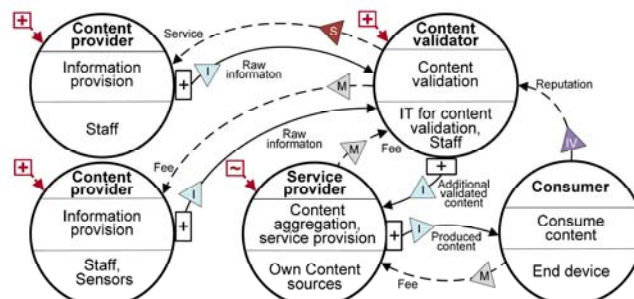 Content
provider
Information
provision
Staff
Service
S
+
I
Raw
informaton
Content
validator
Content
validation
IT for content
validation,
Staff
+
M
Fee
Raw
informaton
I
Reputation
IV
Content
provider
Information
provision
Staff,
Sensors
+
M
Fee
Service
provider
Content
aggregation,
service provision
Own Content
sources
+
~
+
I
Additional
validated
content
I
Produced
content
M
Fee
Consumer
Consume
content
End device
+
+
+